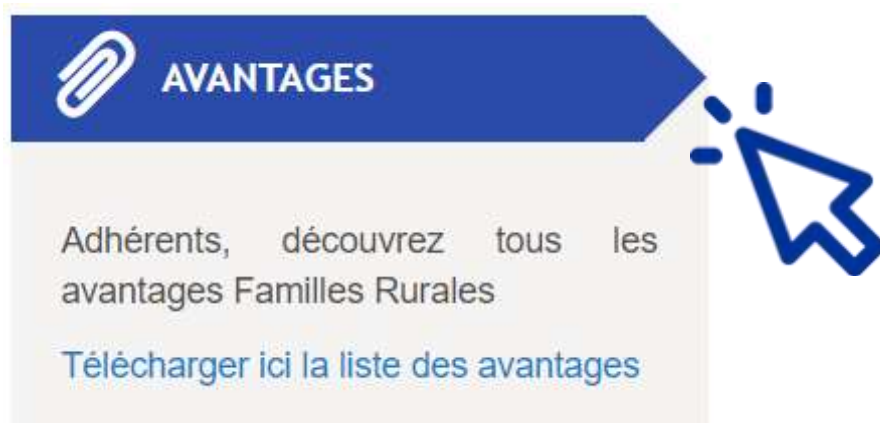 AVANTAGES
Adhérents, découvrez tous les
avantages Familles Rurales
Télécharger ici la liste des avantages